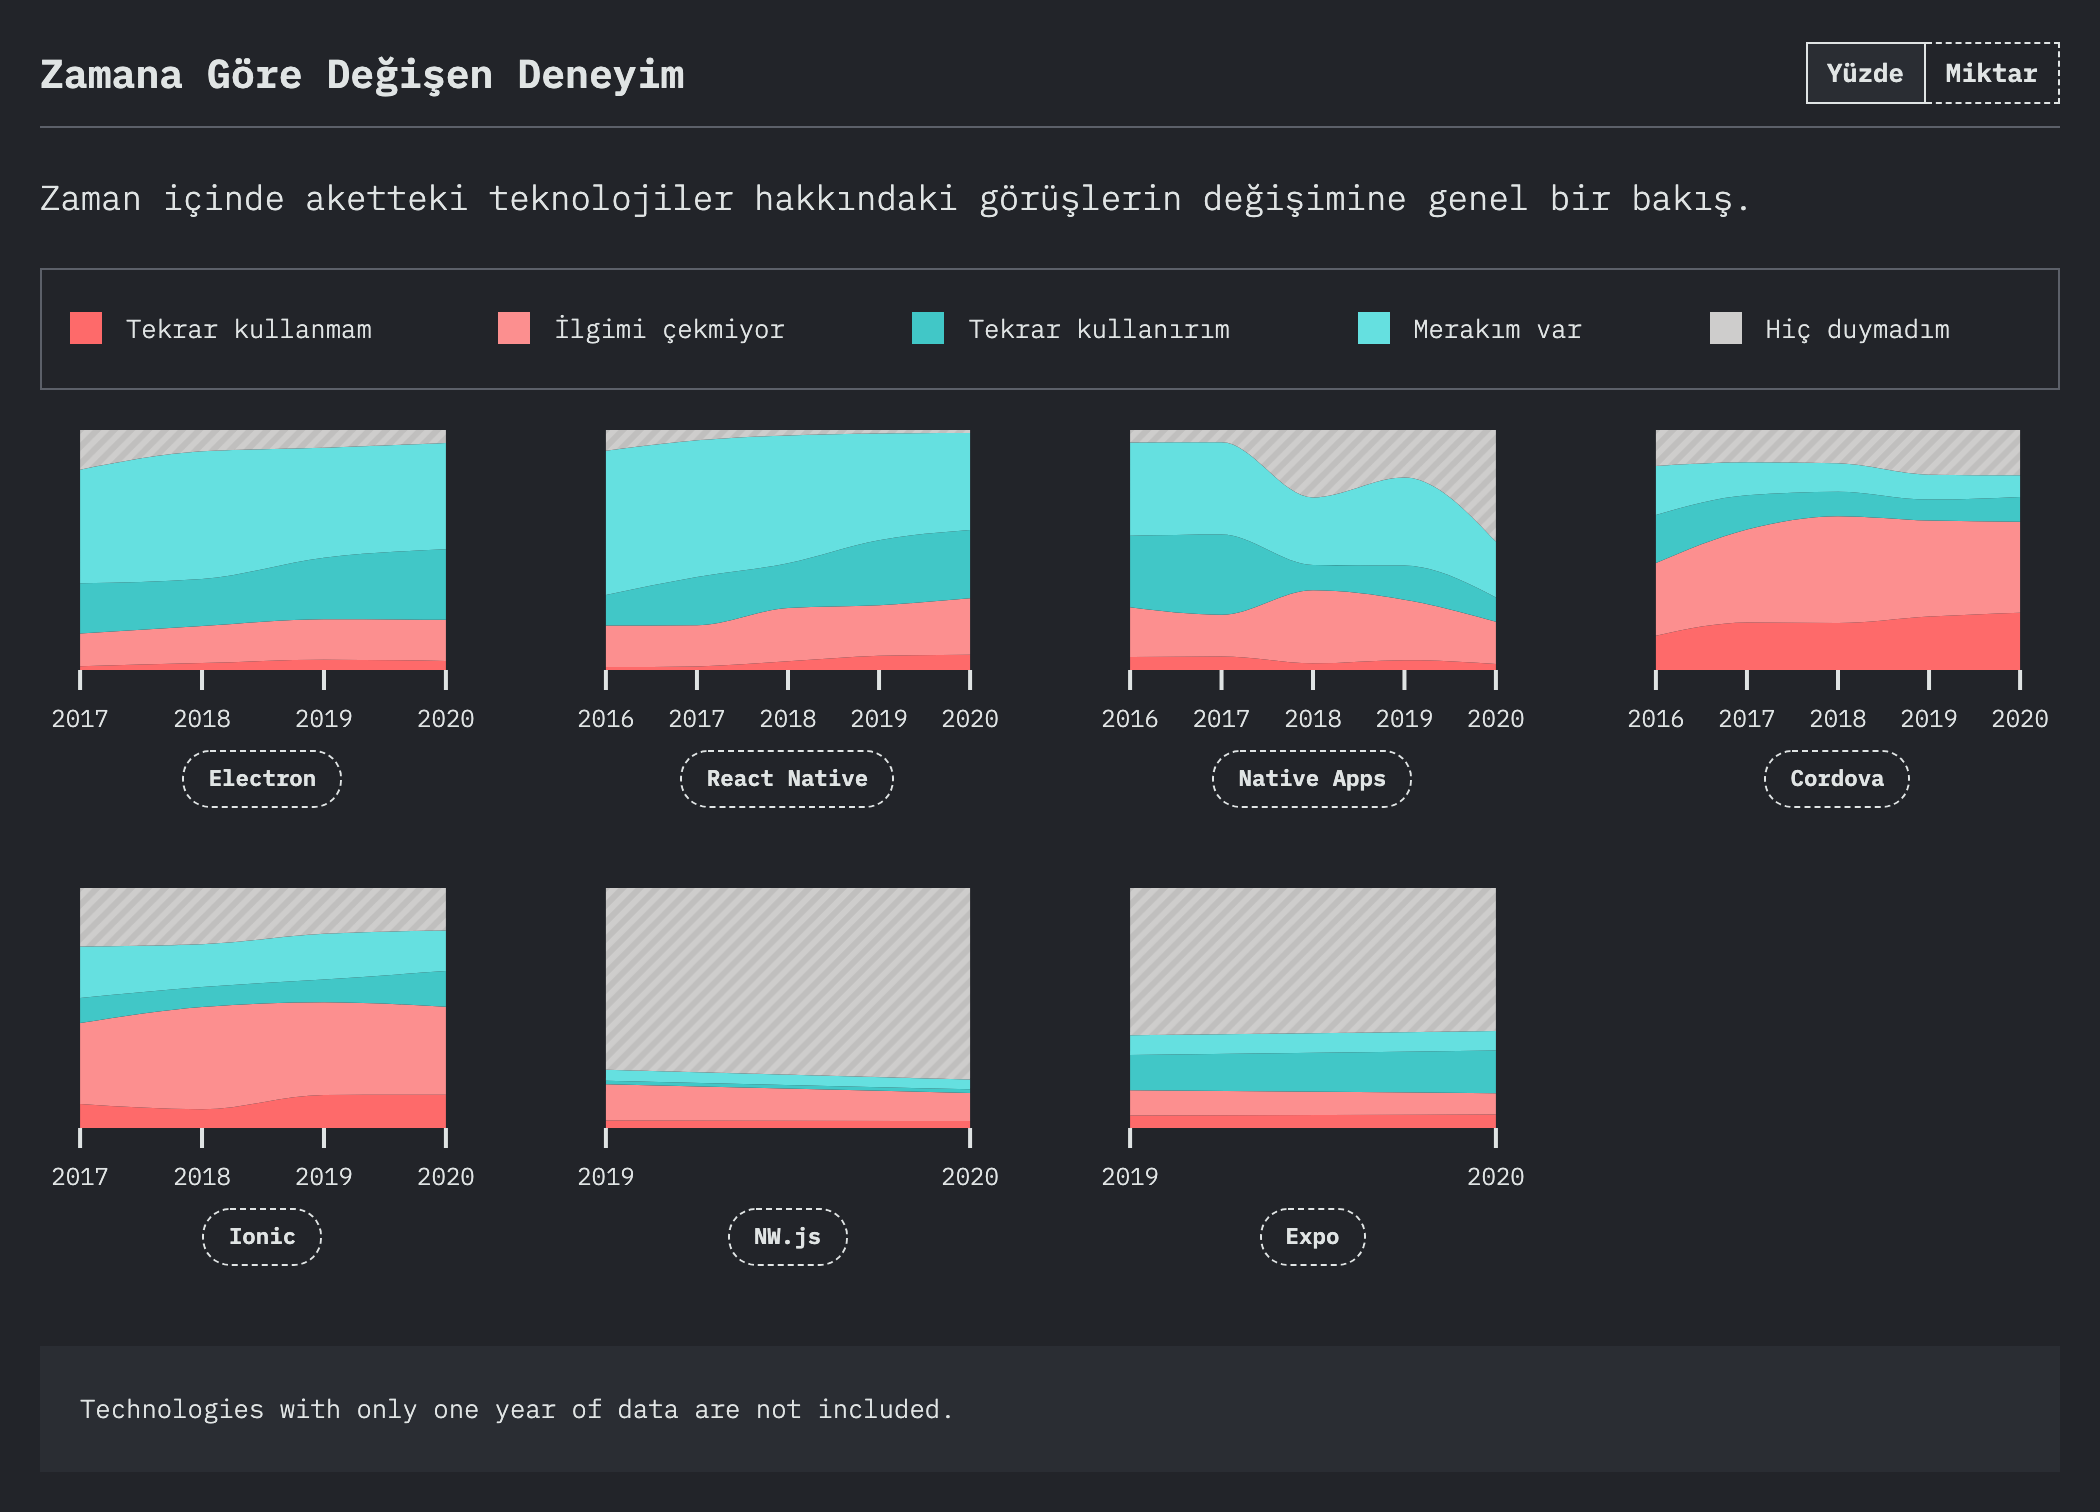 Zamana Göre Değişen Deneyim
Yüzde Miktar
Zaman içinde aketteki teknolojiler hakkındaki görüşlerin değişimine genel bir bakış.
Tekrar kullanmam İlgimi çekmiyor Tekrar kullanırım Merakım var Hiç duymadım
2017 2018 2019 2020
Electron
2016 2017 2018 2019 2020
React Native
2016 2017 2018 2019 2020
Native Apps
2016 2017 2018 2019 2020
Cordova
2017 2018 2019 2020
Ionic
2019 2020
NW.js
2019 2020
Expo
Technologies with only one year of data are not included.